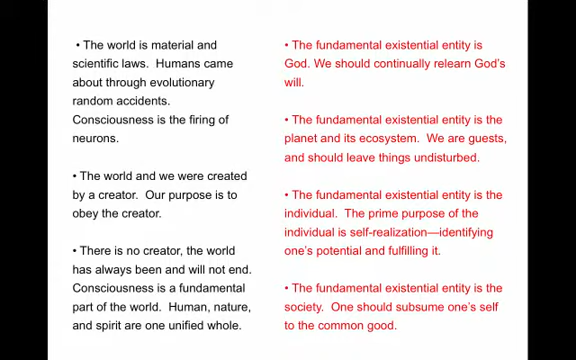 • The world is material and
scientific laws.  Humans came
about through evolutionary
random accidents.
Consciousness is the firing of
neurons.
• The world and we were created
by a creator.  Our purpose is to
obey the creator.
• There is no creator, the world
has always been and will not end.
Consciousness is a fundamental
part of the world.  Human, nature,
and spirit are one unified whole.
• The fundamental existential entity is
God. We should continually relearn God's
will.
• The fundamental existential entity is the
planet and its ecosystem.  We are guests,
and should leave things undisturbed.
• The fundamental existential entity is the
individual.  The prime purpose of the
individual is self-realization—identifying
one's potential and fulfilling it.
• The fundamental existential entity is the
society.  One should subsume one's self
to the common good.